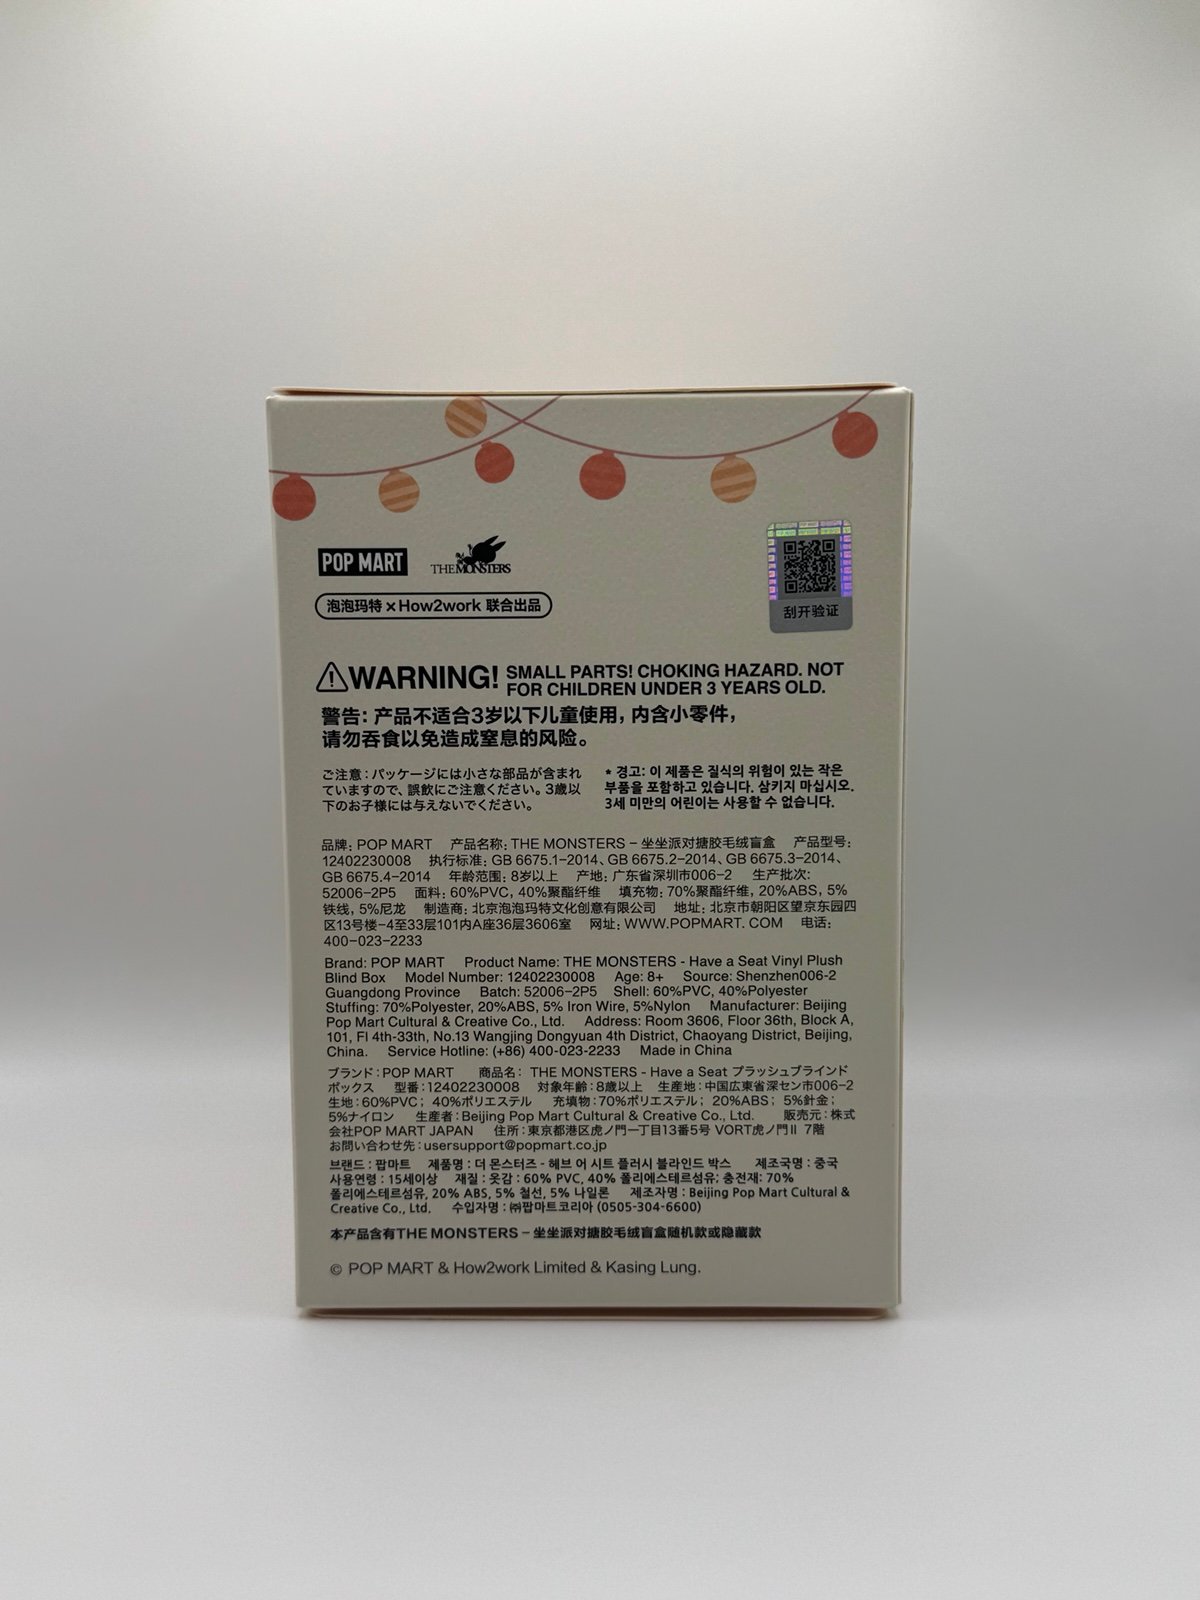 POP MART
THE MONSTERS
泡泡玛特×How2work 联合出品
刮开验证
WARNING! SMALL PARTS! CHOKING HAZARD. NOT
FOR CHILDREN UNDER 3 YEARS OLD.
警告：产品不适合3岁以下儿童使用，内含小零件，
请勿吞食以免造成窒息的风险。
ご注意：パッケージには小さな部品が含まれ
ていますので、誤飲にご注意ください。3歳以
下のお子様には与えないでください。
* 경고: 이 제품은 질식의 위험이 있는 작은
부품을 포함하고 있습니다. 삼키지 마십시오.
3세 미만의 어린이는 사용할 수 없습니다.
品牌：POP MART 产品名称：THE MONSTERS – 坐坐派对搪胶毛绒盲盒 产品型号：
12402230008 执行标准：GB 6675.1–2014、GB 6675.2–2014、GB 6675.3–2014、
GB 6675.4–2014 年龄范围：8岁以上 产地：广东省深圳市006–2 生产批次：
52006–2P5 面料：60%PVC，40%聚酯纤维 填充物：70%聚酯纤维，20%ABS，5%
铁线，5%尼龙 制造商：北京泡泡玛特文化创意有限公司 地址：北京市朝阳区望京东园四
区13号楼–4至33层101内A座36层3606室 网址：WWW.POPMART. COM 电话：
400–023–2233
Brand: POP MART Product Name: THE MONSTERS - Have a Seat Vinyl Plush
Blind Box Model Number: 12402230008 Age: 8+ Source: Shenzhen006-2
Guangdong Province Batch: 52006–2P5 Shell: 60%PVC, 40%Polyester
Stuffing: 70%Polyester, 20%ABS, 5% Iron Wire, 5%Nylon Manufacturer: Beijing
Pop Mart Cultural & Creative Co., Ltd. Address: Room 3606, Floor 36th, Block A,
101, Fl 4th-33th, No.13 Wangjing Dongyuan 4th District, Chaoyang District, Beijing,
China. Service Hotline: (+86) 400-023-2233 Made in China
ブランド：POP MART 商品名： THE MONSTERS - Have a Seat プラッシュブラインド
ボックス 型番：12402230008 対象年齢：8歳以上 生産地：中国広東省深セン市006–2
生地：60%PVC；40%ポリエステル 充填物：70%ポリエステル；20%ABS；5%針金；
5%ナイロン 生産者：Beijing Pop Mart Cultural & Creative Co., Ltd. 販売元：株式
会社POP MART JAPAN 住所：東京都港区虎ノ門一丁目13番5号 VORT虎ノ門Ⅱ 7階
お問い合わせ先：usersupport@popmart.co.jp
브랜드 : 팝마트 제품명 : 더 몬스터즈 - 헤브 어 시트 플러시 블라인드 박스 제조국명 : 중국
사용연령 : 15세이상 재질 : 옷감 : 60% PVC, 40% 폴리에스테르섬유; 충전재: 70%
폴리에스테르섬유, 20% ABS, 5% 철선, 5% 나일론 제조자명 : Beijing Pop Mart Cultural &
Creative Co., Ltd. 수입자명 : ㈜팝마트코리아 (0505-304-6600)
本产品含有THE MONSTERS – 坐坐派对搪胶毛绒盲盒随机款或隐藏款
© POP MART & How2work Limited & Kasing Lung.